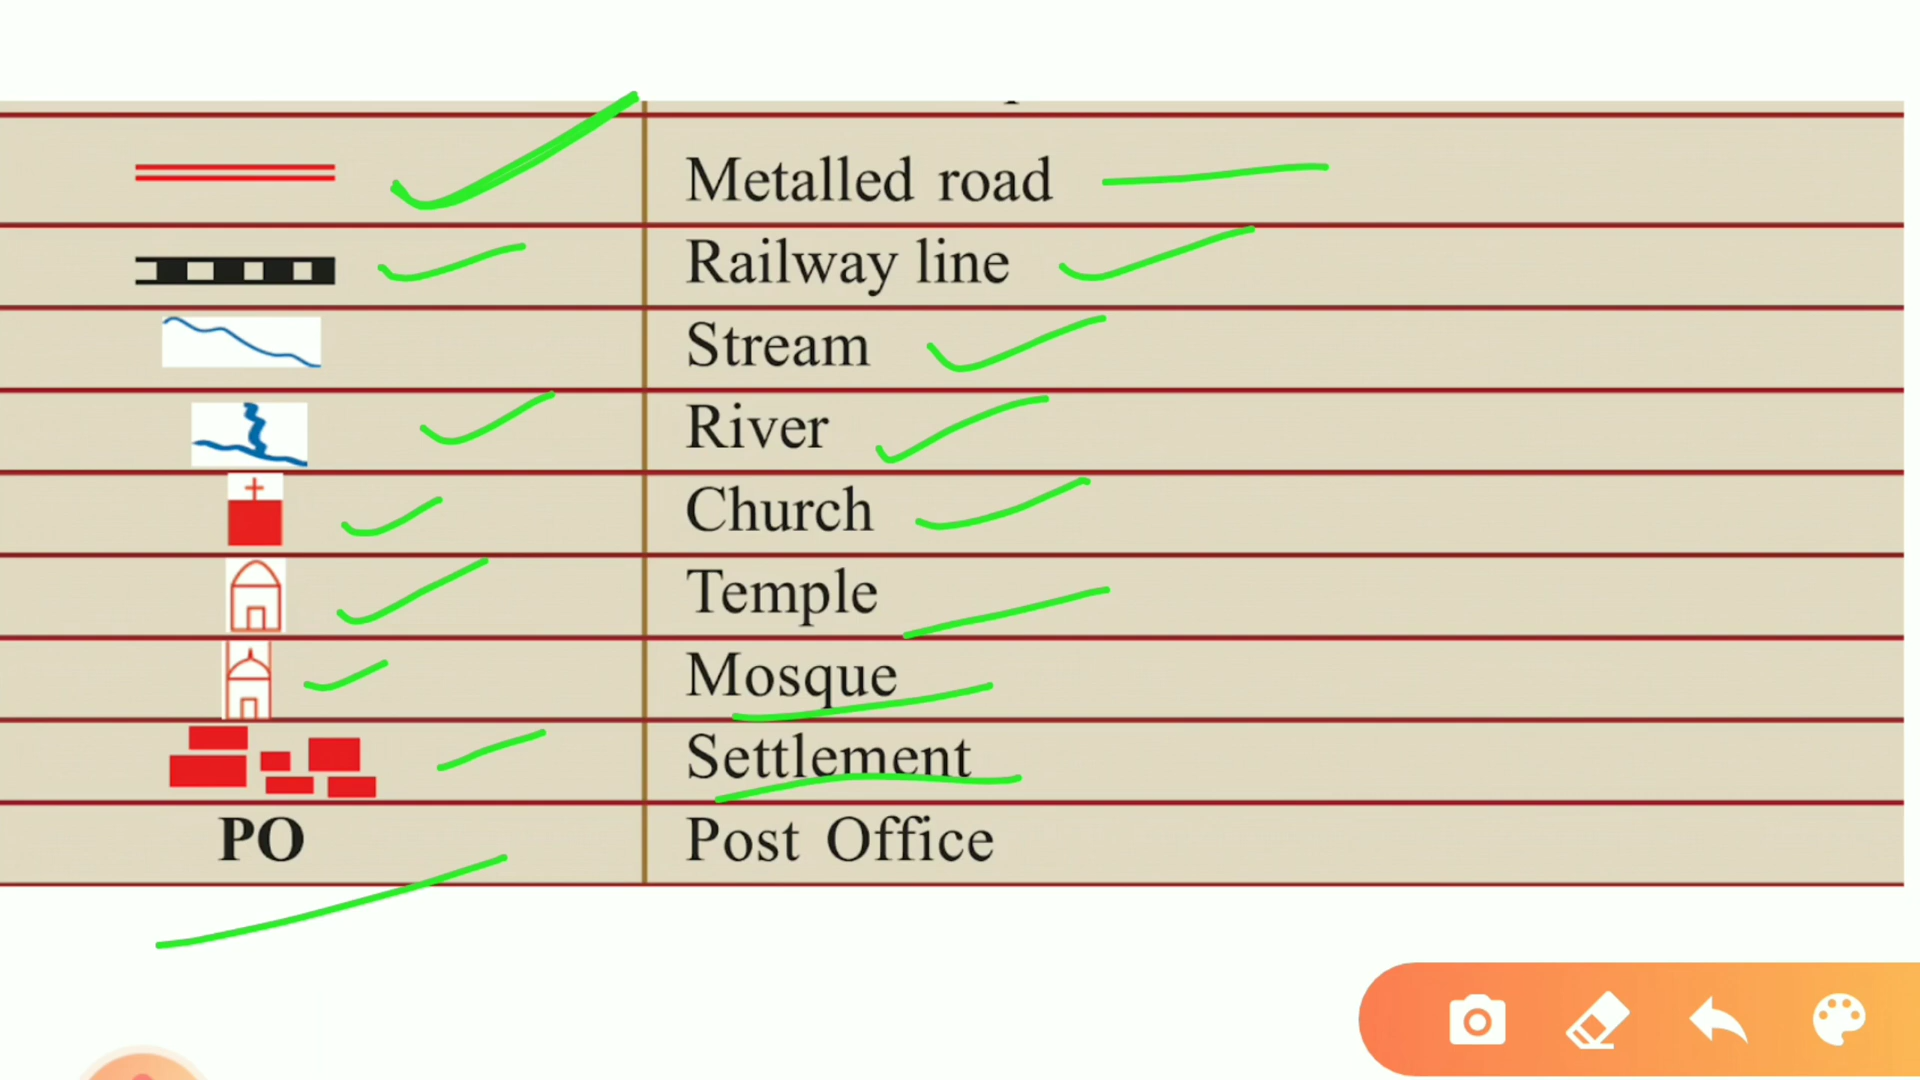 Metalled road
Railway line
Stream
River
Church
Temple
Mosque
Settlement
PO Post Office